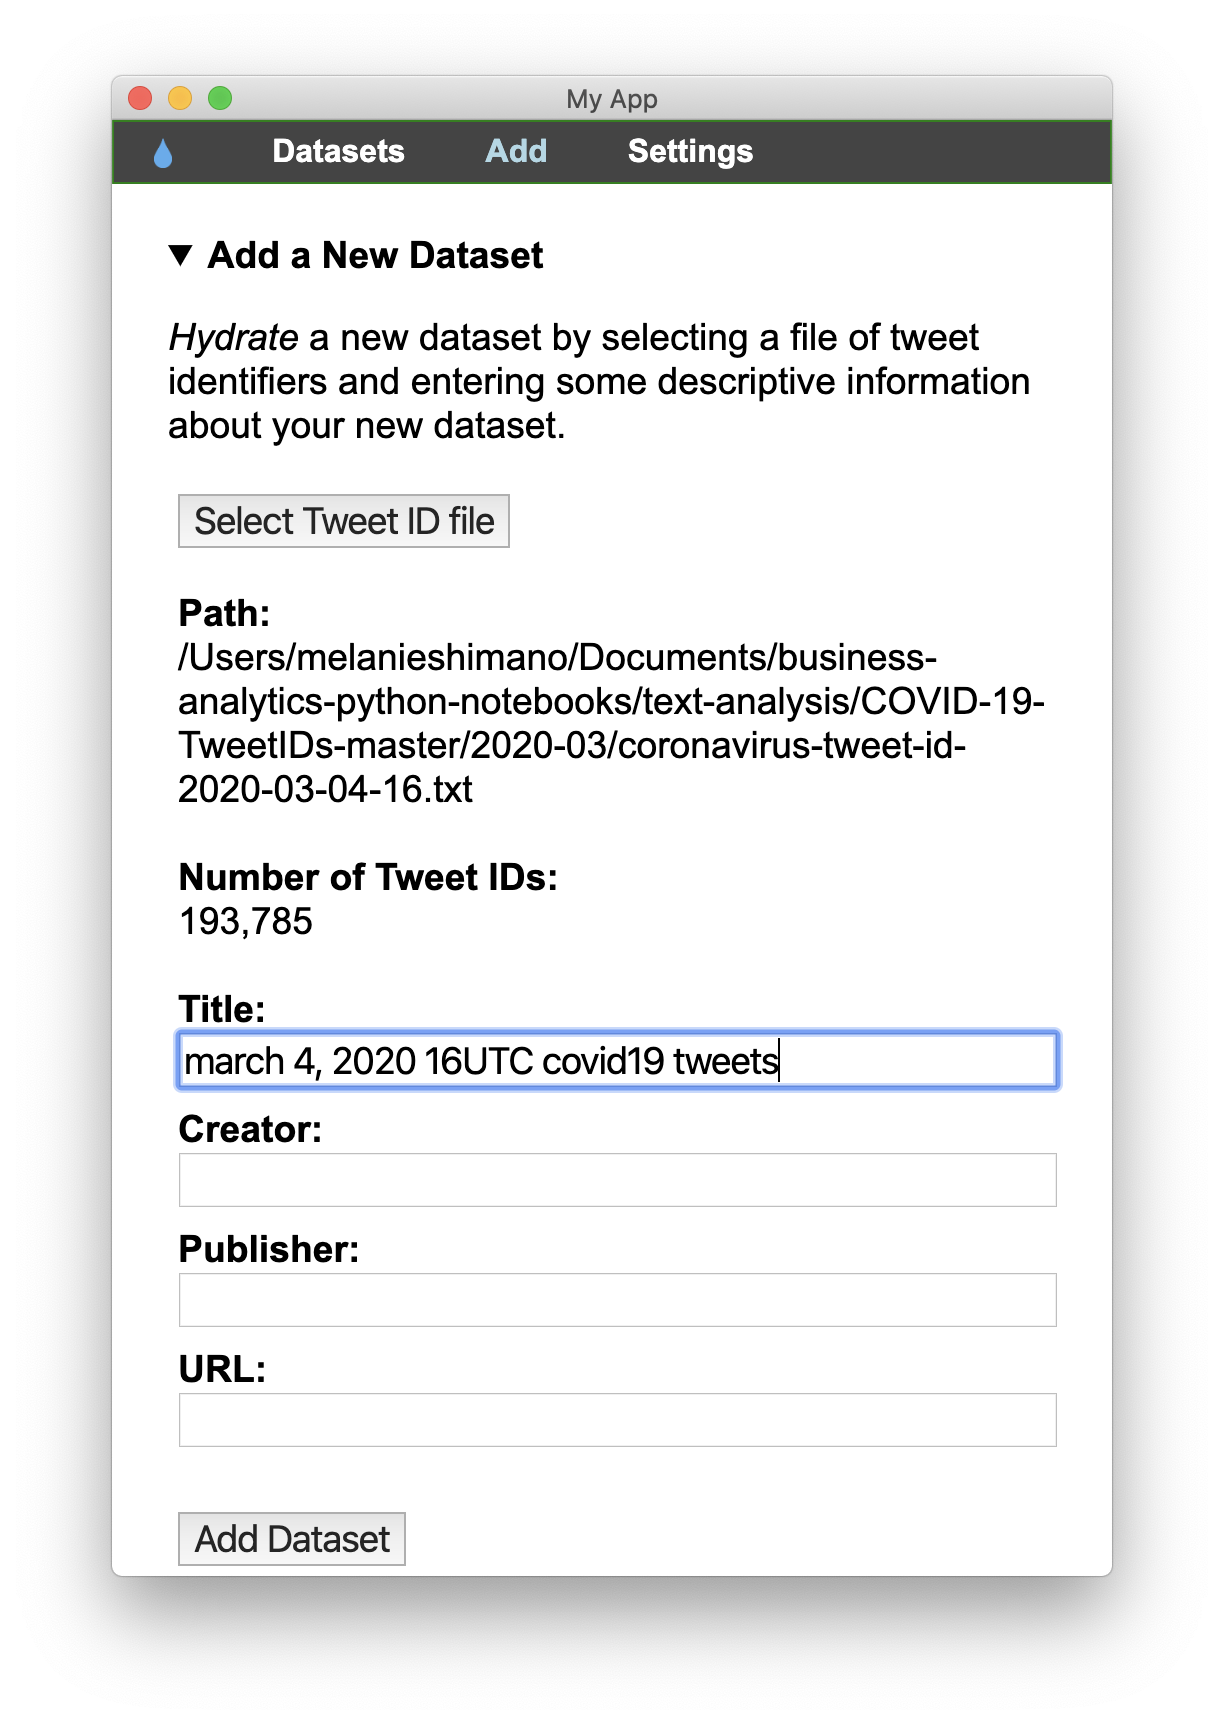 My App
Datasets Add Settings
▼ Add a New Dataset
Hydrate a new dataset by selecting a file of tweet
identifiers and entering some descriptive information
about your new dataset.
Select Tweet ID file
Path:
/Users/melanieshimano/Documents/business-
analytics-python-notebooks/text-analysis/COVID-19-
TweetIDs-master/2020-03/coronavirus-tweet-id-
2020-03-04-16.txt
Number of Tweet IDs:
193,785
Title:
march 4, 2020 16UTC covid19 tweets
Creator:
Publisher:
URL:
Add Dataset